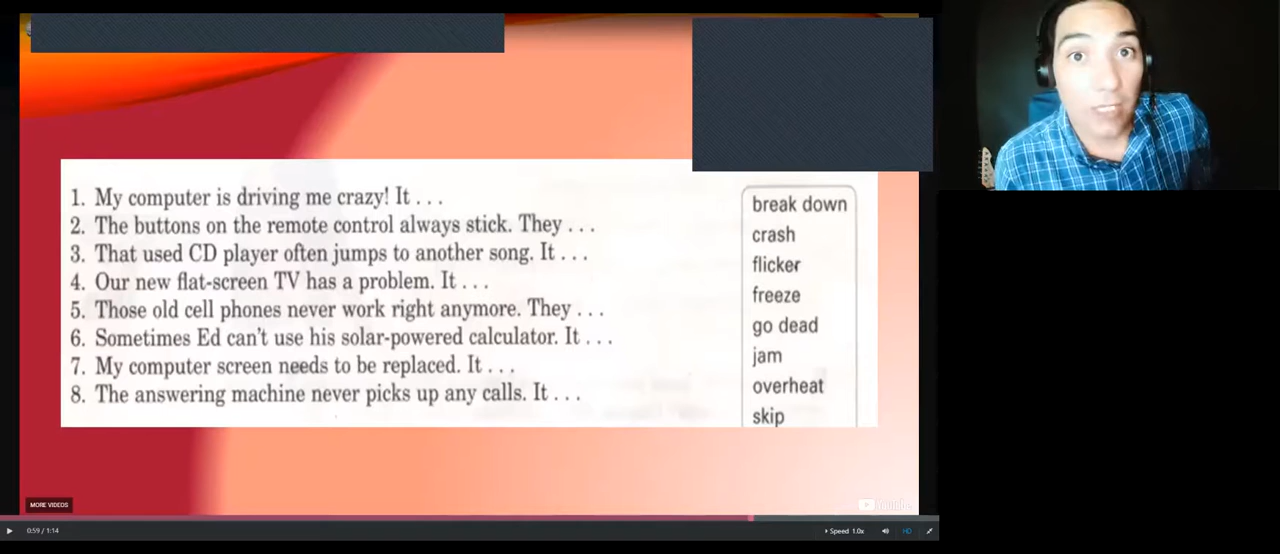 1. My computer is driving me crazy! It . . .
2. The buttons on the remote control always stick. They . . .
3. That used CD player often jumps to another song. It . . .
4. Our new flat-screen TV has a problem. It . . .
5. Those old cell phones never work right anymore. They . . .
6. Sometimes Ed can't use his solar-powered calculator. It . . .
7. My computer screen needs to be replaced. It . . .
8. The answering machine never picks up any calls. It . . .
break down
crash
flicker
freeze
go dead
jam
overheat
skip
MORE VIDEOS
YouTube
0:59 / 1:14
Speed 1.0x
HD